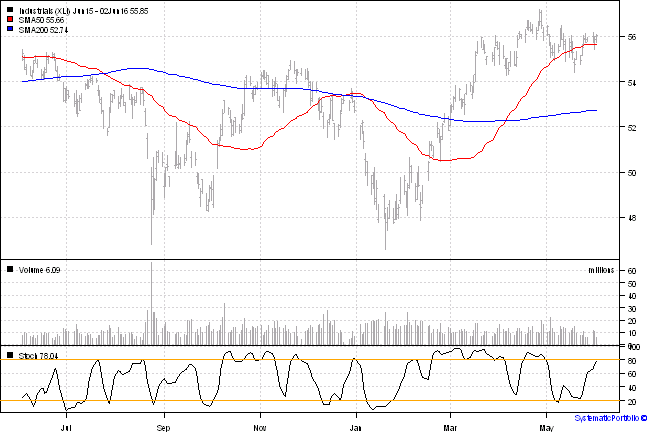 Industrials (XLI) Jun15 - 02Jun16 55.85
SMA50 55.66
SMA200 52.74
56
54
52
50
48
Volume 6.09
millions
60
50
40
30
20
10
0
Stoch 78.04
100
80
60
40
20
Jul
Sep
Nov
Jan
Mar
May
SystematicPortfolio ©